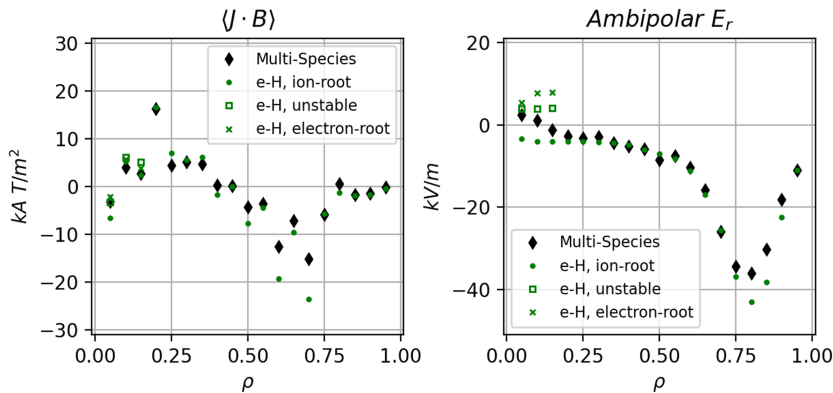 ⟨J · B⟩
30
20
10
0
−10
−20
−30
kA T/m²
Multi-Species
e-H, ion-root
e-H, unstable
e-H, electron-root
0.00 0.25 0.50 0.75 1.00
ρ
Ambipolar Eᵣ
20
0
−20
−40
kV/m
Multi-Species
e-H, ion-root
e-H, unstable
e-H, electron-root
0.00 0.25 0.50 0.75 1.00
ρ